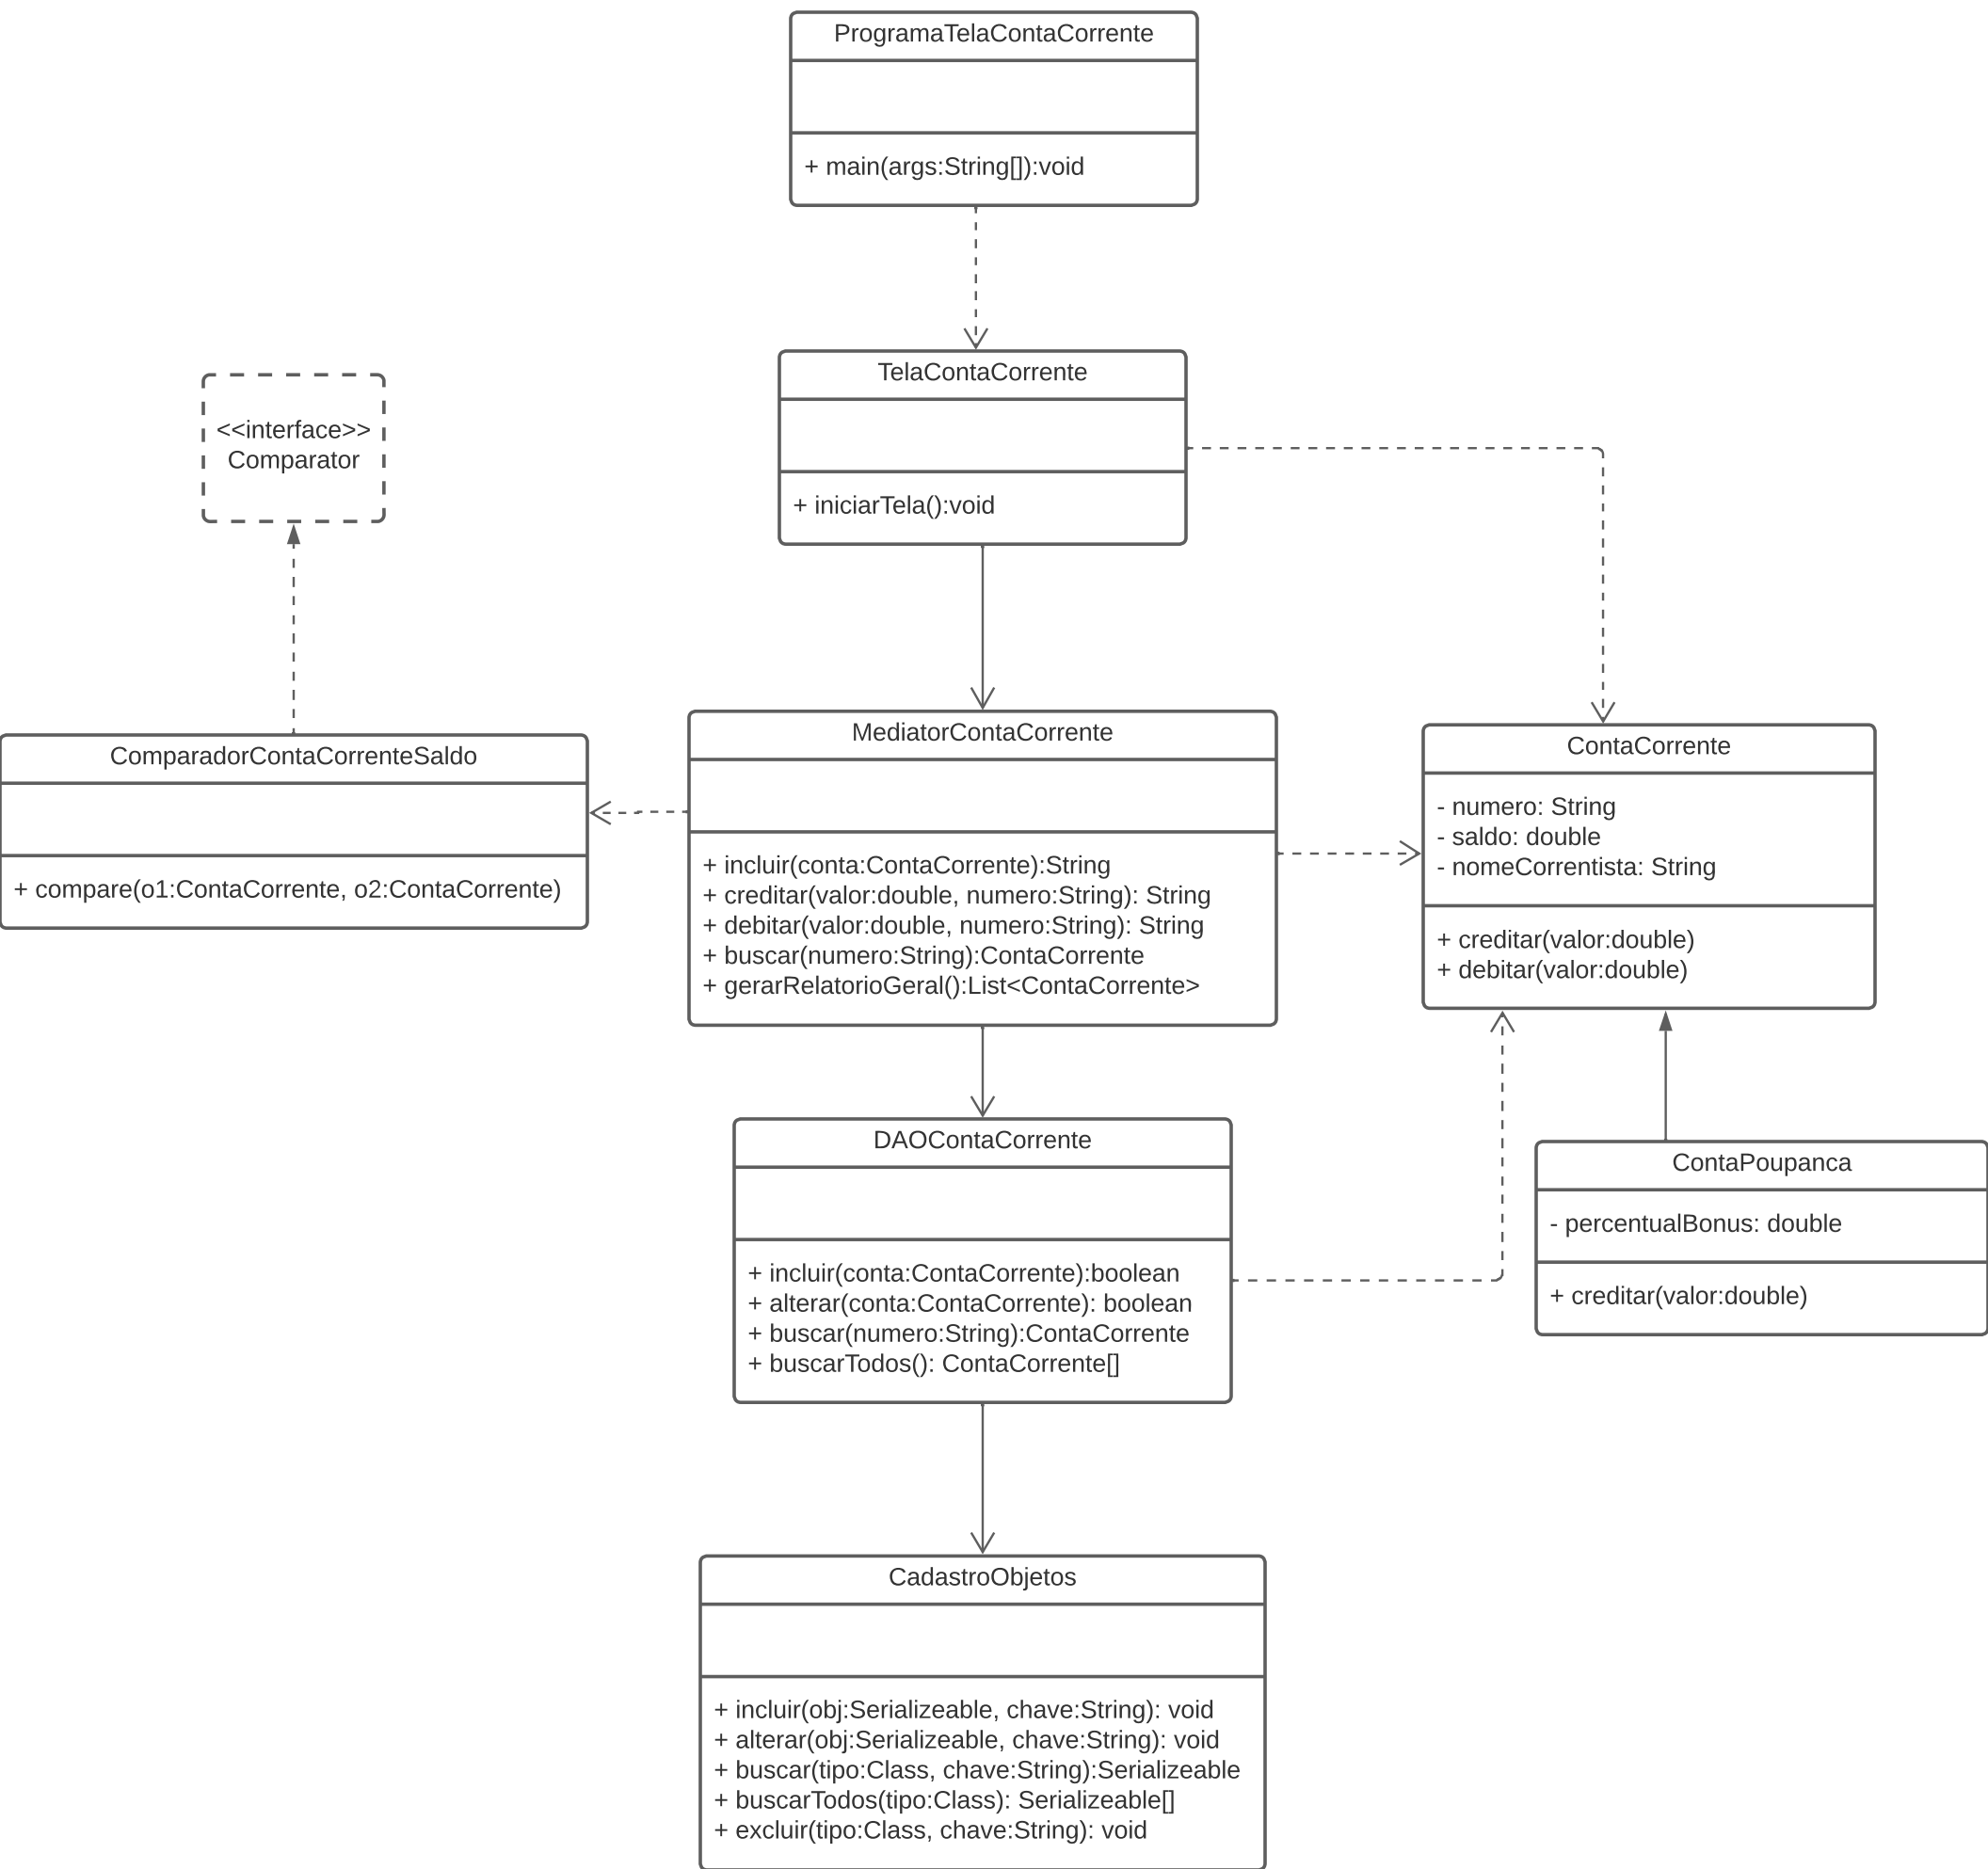 ProgramaTelaContaCorrente
+ main(args:String[]):void
TelaContaCorrente
+ iniciarTela():void
<<interface>>
Comparator
ComparadorContaCorrenteSaldo
+ compare(o1:ContaCorrente, o2:ContaCorrente)
MediatorContaCorrente
+ incluir(conta:ContaCorrente):String
+ creditar(valor:double, numero:String): String
+ debitar(valor:double, numero:String): String
+ buscar(numero:String):ContaCorrente
+ gerarRelatorioGeral():List<ContaCorrente>
ContaCorrente
- numero: String
- saldo: double
- nomeCorrentista: String
+ creditar(valor:double)
+ debitar(valor:double)
DAOContaCorrente
+ incluir(conta:ContaCorrente):boolean
+ alterar(conta:ContaCorrente): boolean
+ buscar(numero:String):ContaCorrente
+ buscarTodos(): ContaCorrente[]
ContaPoupanca
- percentualBonus: double
+ creditar(valor:double)
CadastroObjetos
+ incluir(obj:Serializeable, chave:String): void
+ alterar(obj:Serializeable, chave:String): void
+ buscar(tipo:Class, chave:String):Serializeable
+ buscarTodos(tipo:Class): Serializeable[]
+ excluir(tipo:Class, chave:String): void